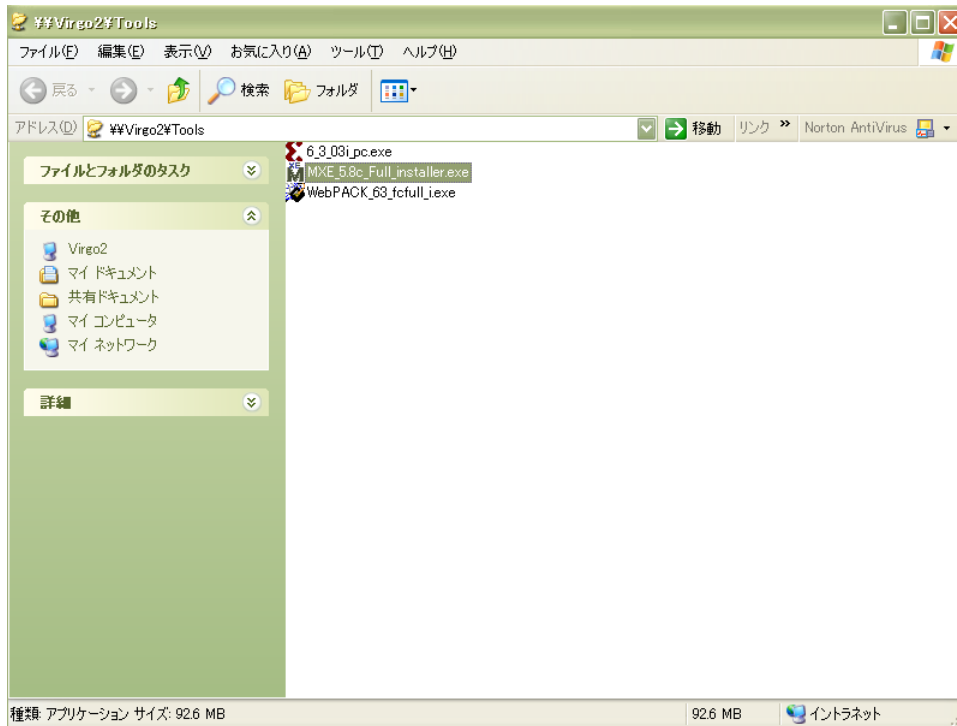 ¥¥Virgo2¥Tools
ファイル(F) 編集(E) 表示(V) お気に入り(A) ツール(T) ヘルプ(H)
戻る 検索 フォルダ
アドレス(D) ¥¥Virgo2¥Tools 移動 リンク » Norton AntiVirus
ファイルとフォルダのタスク
その他
Virgo2
マイ ドキュメント
共有ドキュメント
マイ コンピュータ
マイ ネットワーク
詳細
6_3_03i_pc.exe
MXE_5.8c_Full_installer.exe
WebPACK_63_fcfull_i.exe
種類: アプリケーション サイズ: 92.6 MB 92.6 MB イントラネット